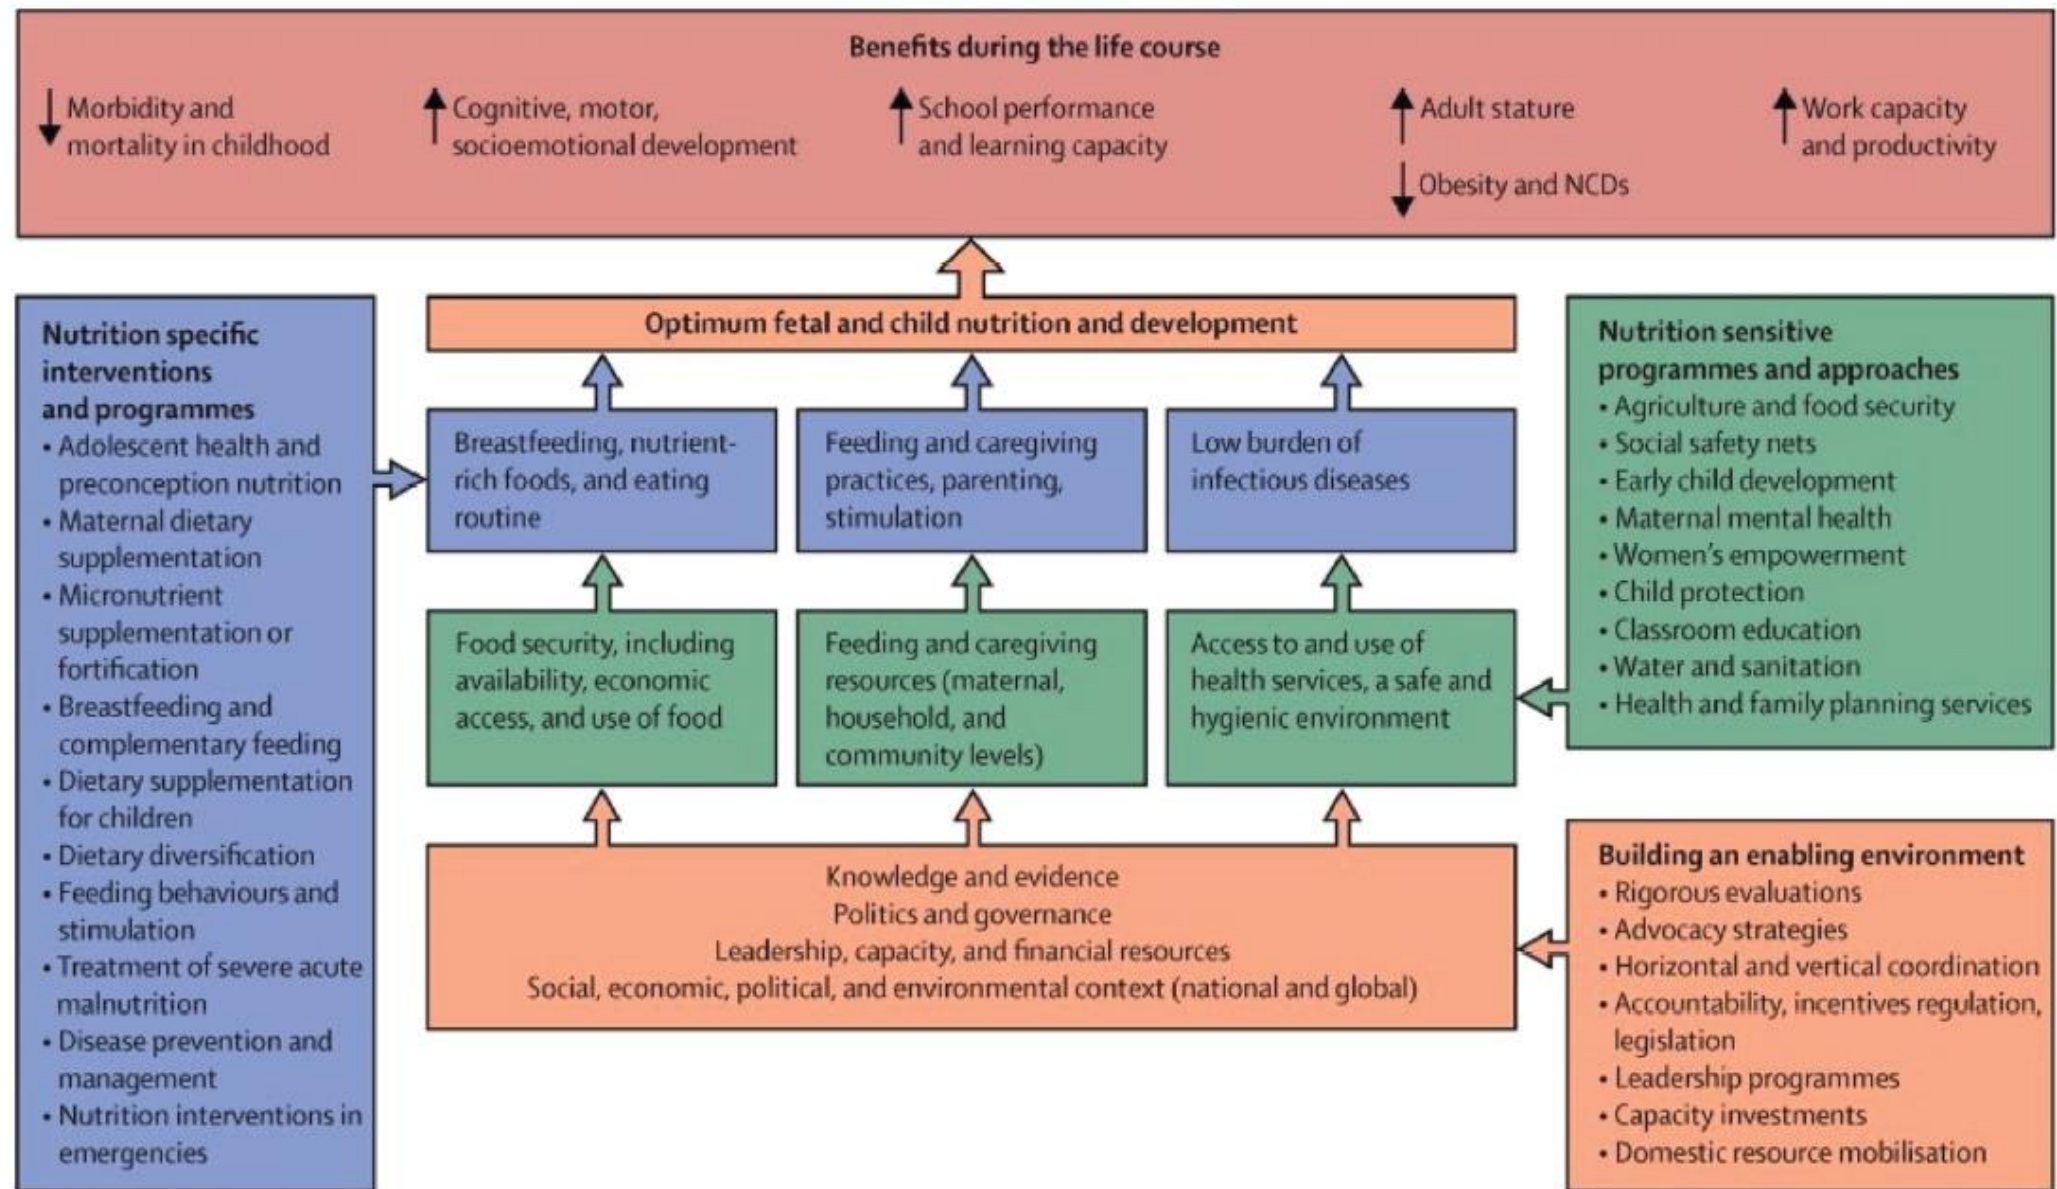 Benefits during the life course
Morbidity and
mortality in childhood
Cognitive, motor,
socioemotional development
School performance
and learning capacity
Adult stature
Obesity and NCDs
Work capacity
and productivity
Nutrition specific
interventions
and programmes
• Adolescent health and
preconception nutrition
• Maternal dietary
supplementation
• Micronutrient
supplementation or
fortification
• Breastfeeding and
complementary feeding
• Dietary supplementation
for children
• Dietary diversification
• Feeding behaviours and
stimulation
• Treatment of severe acute
malnutrition
• Disease prevention and
management
• Nutrition interventions in
emergencies
Optimum fetal and child nutrition and development
Breastfeeding, nutrient-
rich foods, and eating
routine
Feeding and caregiving
practices, parenting,
stimulation
Low burden of
infectious diseases
Food security, including
availability, economic
access, and use of food
Feeding and caregiving
resources (maternal,
household, and
community levels)
Access to and use of
health services, a safe and
hygienic environment
Knowledge and evidence
Politics and governance
Leadership, capacity, and financial resources
Social, economic, political, and environmental context (national and global)
Nutrition sensitive
programmes and approaches
• Agriculture and food security
• Social safety nets
• Early child development
• Maternal mental health
• Women's empowerment
• Child protection
• Classroom education
• Water and sanitation
• Health and family planning services
Building an enabling environment
• Rigorous evaluations
• Advocacy strategies
• Horizontal and vertical coordination
• Accountability, incentives regulation,
legislation
• Leadership programmes
• Capacity investments
• Domestic resource mobilisation